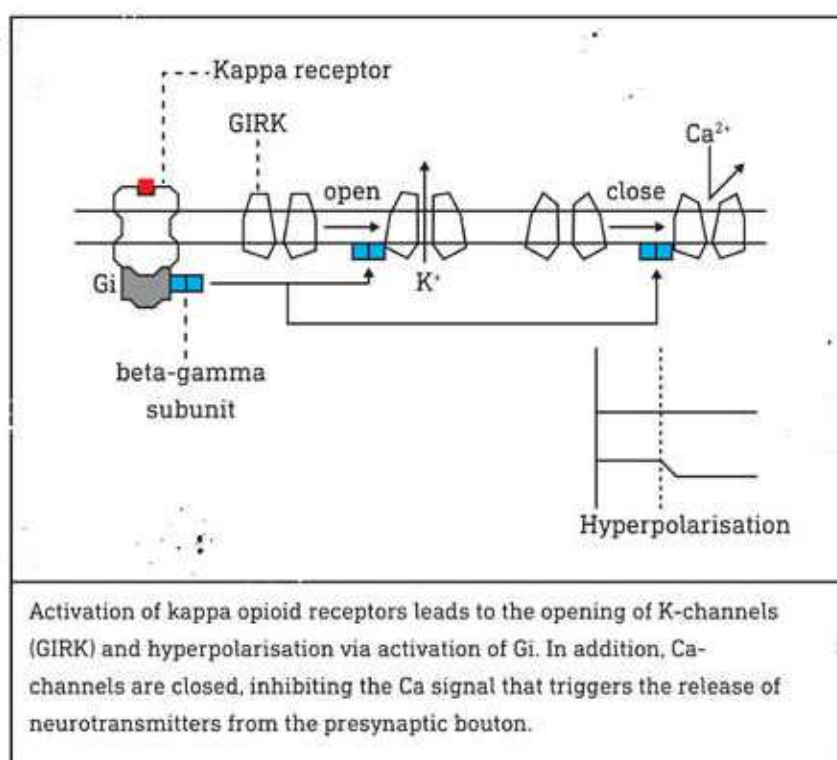 Kappa receptor
GIRK
Ca²⁺
open
close
Gi
K⁺
beta-gamma
subunit
Hyperpolarisation
Activation of kappa opioid receptors leads to the opening of K-channels
(GIRK) and hyperpolarisation via activation of Gi. In addition, Ca-
channels are closed, inhibiting the Ca signal that triggers the release of
neurotransmitters from the presynaptic bouton.